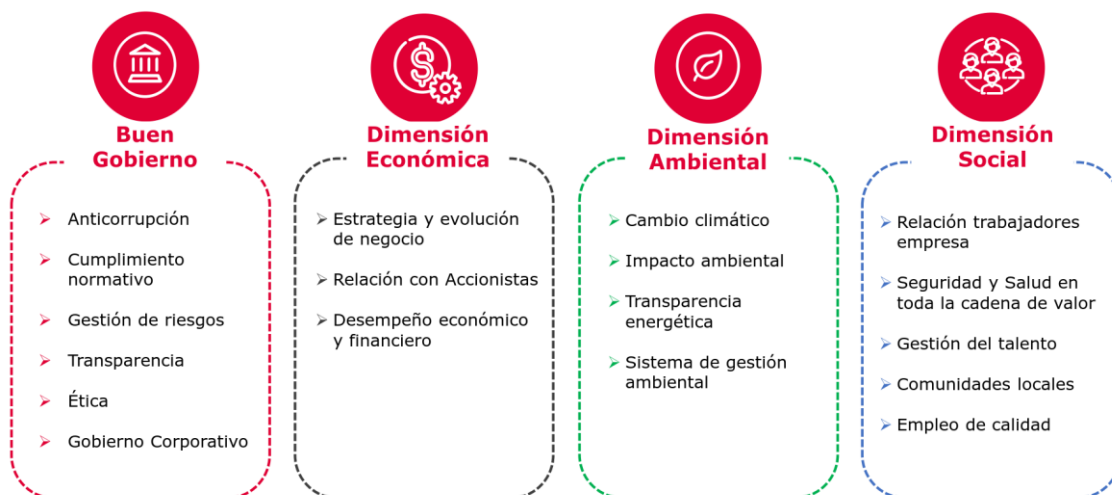 Buen
Gobierno
Anticorrupción
Cumplimiento
normativo
Gestión de riesgos
Transparencia
Ética
Gobierno Corporativo
Dimensión
Económica
Estrategia y evolución
de negocio
Relación con Accionistas
Desempeño económico
y financiero
Dimensión
Ambiental
Cambio climático
Impacto ambiental
Transparencia
energética
Sistema de gestión
ambiental
Dimensión
Social
Relación trabajadores
empresa
Seguridad y Salud en
toda la cadena de valor
Gestión del talento
Comunidades locales
Empleo de calidad